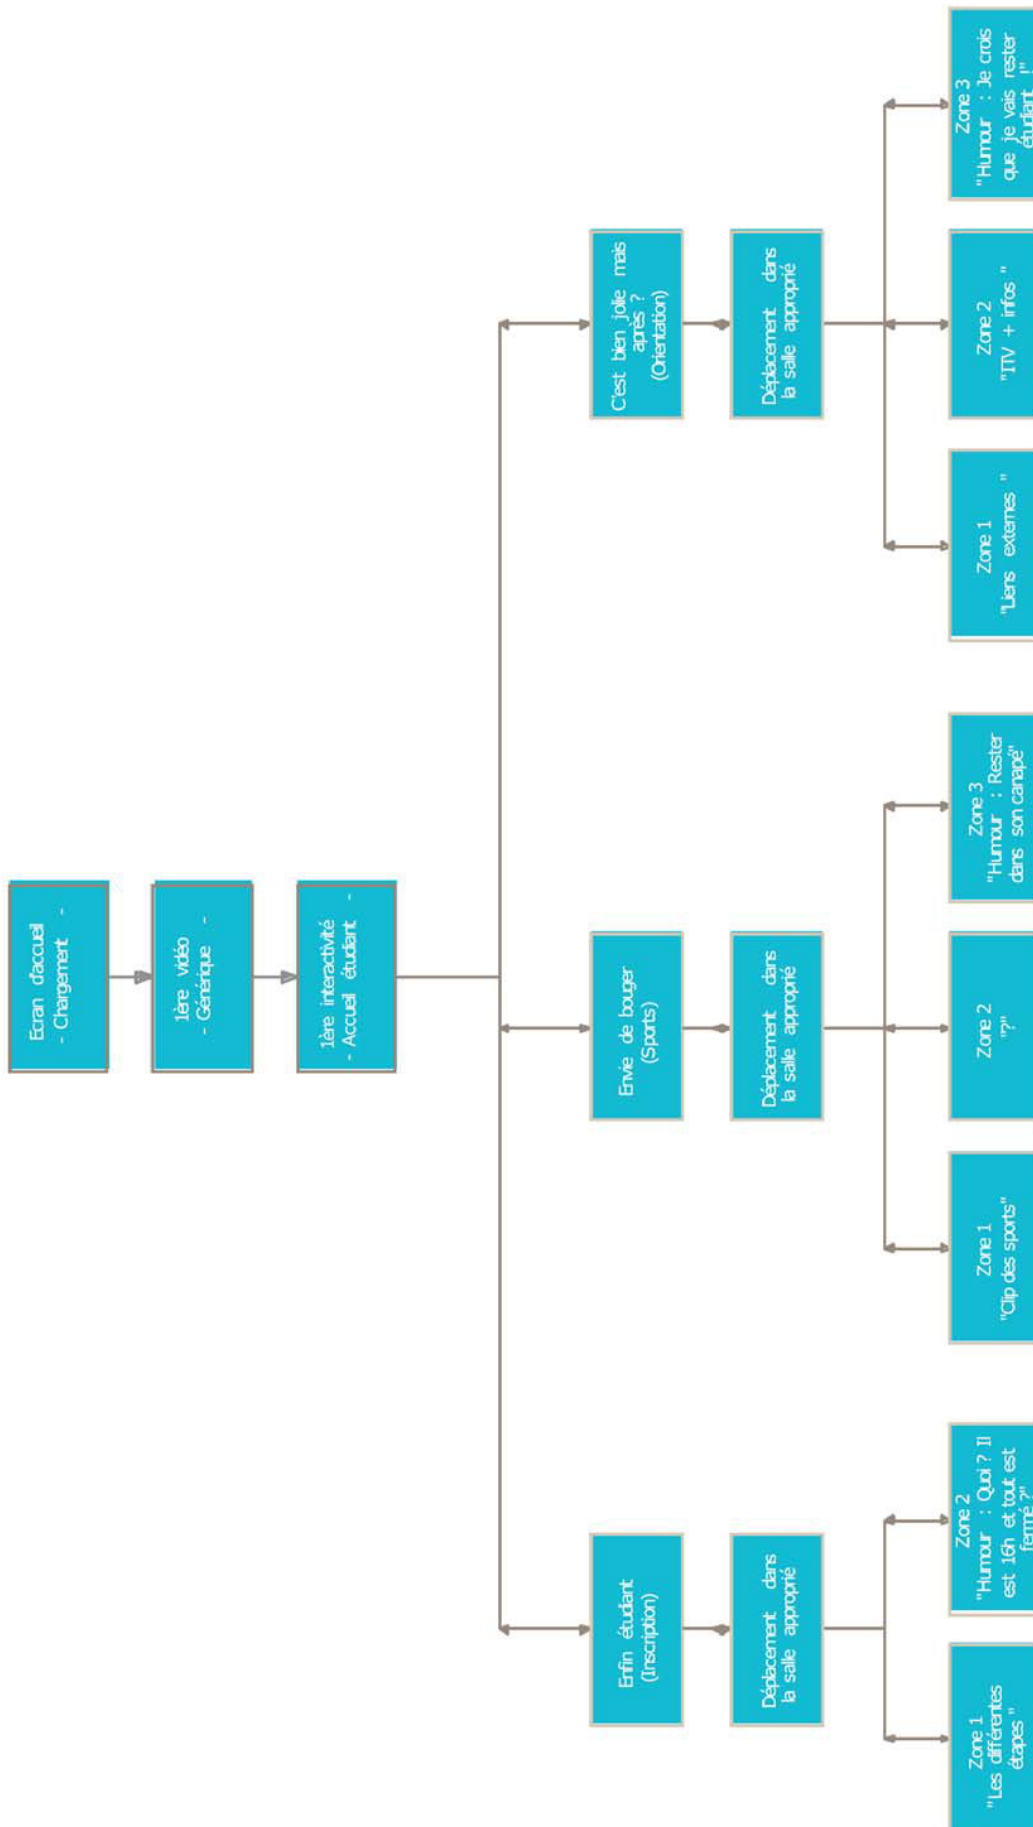 Ecran d'accueil
- Chargement -
1ère vidéo
- Générique -
1ère interactivité
- Accueil étudiant -
Enfin étudiant
(Inscription)
Envie de bouger
(Sports)
C'est bien jolie mais
après ?
(Orientation)
Déplacement dans
la salle approprié
Déplacement dans
la salle approprié
Déplacement dans
la salle approprié
Zone 1
"Les différentes
étapes "
Zone 2
"Humour : Quoi ? Il
est 16h et tout est
fermé ?"
Zone 1
"Clip des sports"
Zone 2
"?"
Zone 3
"Humour : Rester
dans son canapé"
Zone 1
"Liens externes "
Zone 2
"ITV + infos "
Zone 3
"Humour : Je crois
que je vais rester
étudiant !"